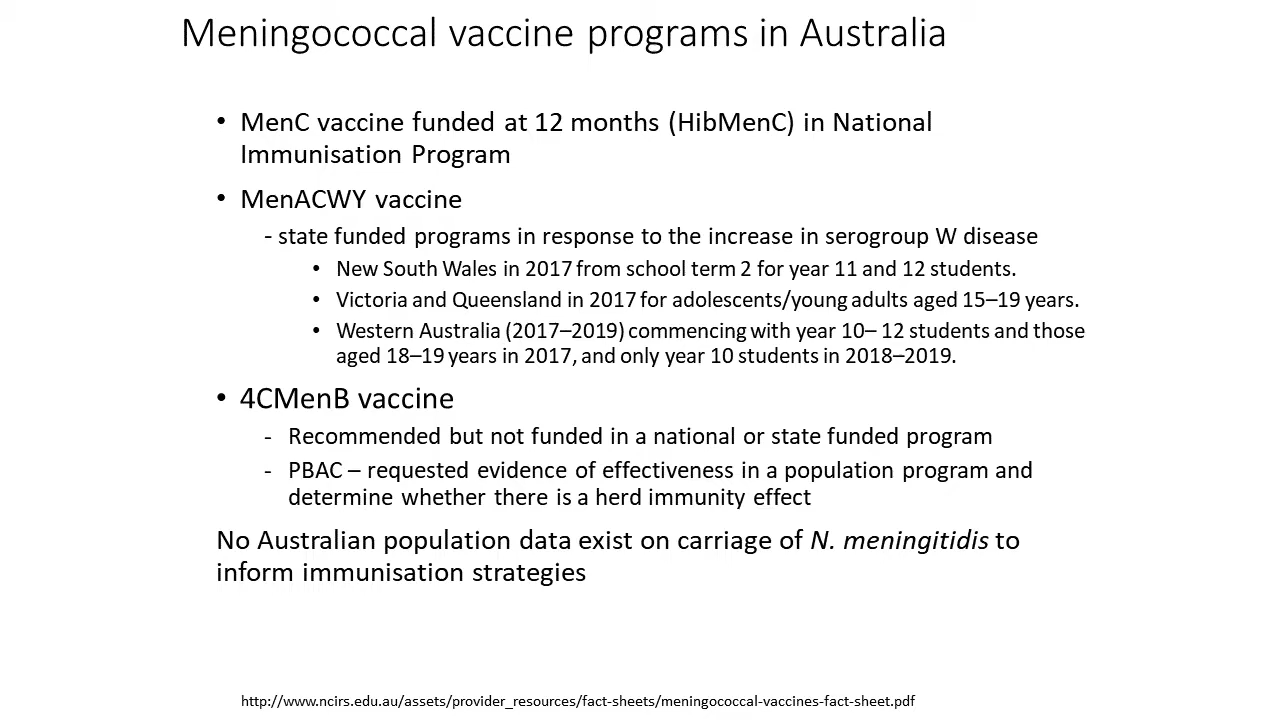 Meningococcal vaccine programs in Australia
• MenC vaccine funded at 12 months (HibMenC) in National
Immunisation Program
• MenACWY vaccine
- state funded programs in response to the increase in serogroup W disease
• New South Wales in 2017 from school term 2 for year 11 and 12 students.
• Victoria and Queensland in 2017 for adolescents/young adults aged 15–19 years.
• Western Australia (2017–2019) commencing with year 10– 12 students and those
aged 18–19 years in 2017, and only year 10 students in 2018–2019.
• 4CMenB vaccine
- Recommended but not funded in a national or state funded program
- PBAC – requested evidence of effectiveness in a population program and
determine whether there is a herd immunity effect
No Australian population data exist on carriage of N. meningitidis to
inform immunisation strategies
http://www.ncirs.edu.au/assets/provider_resources/fact-sheets/meningococcal-vaccines-fact-sheet.pdf